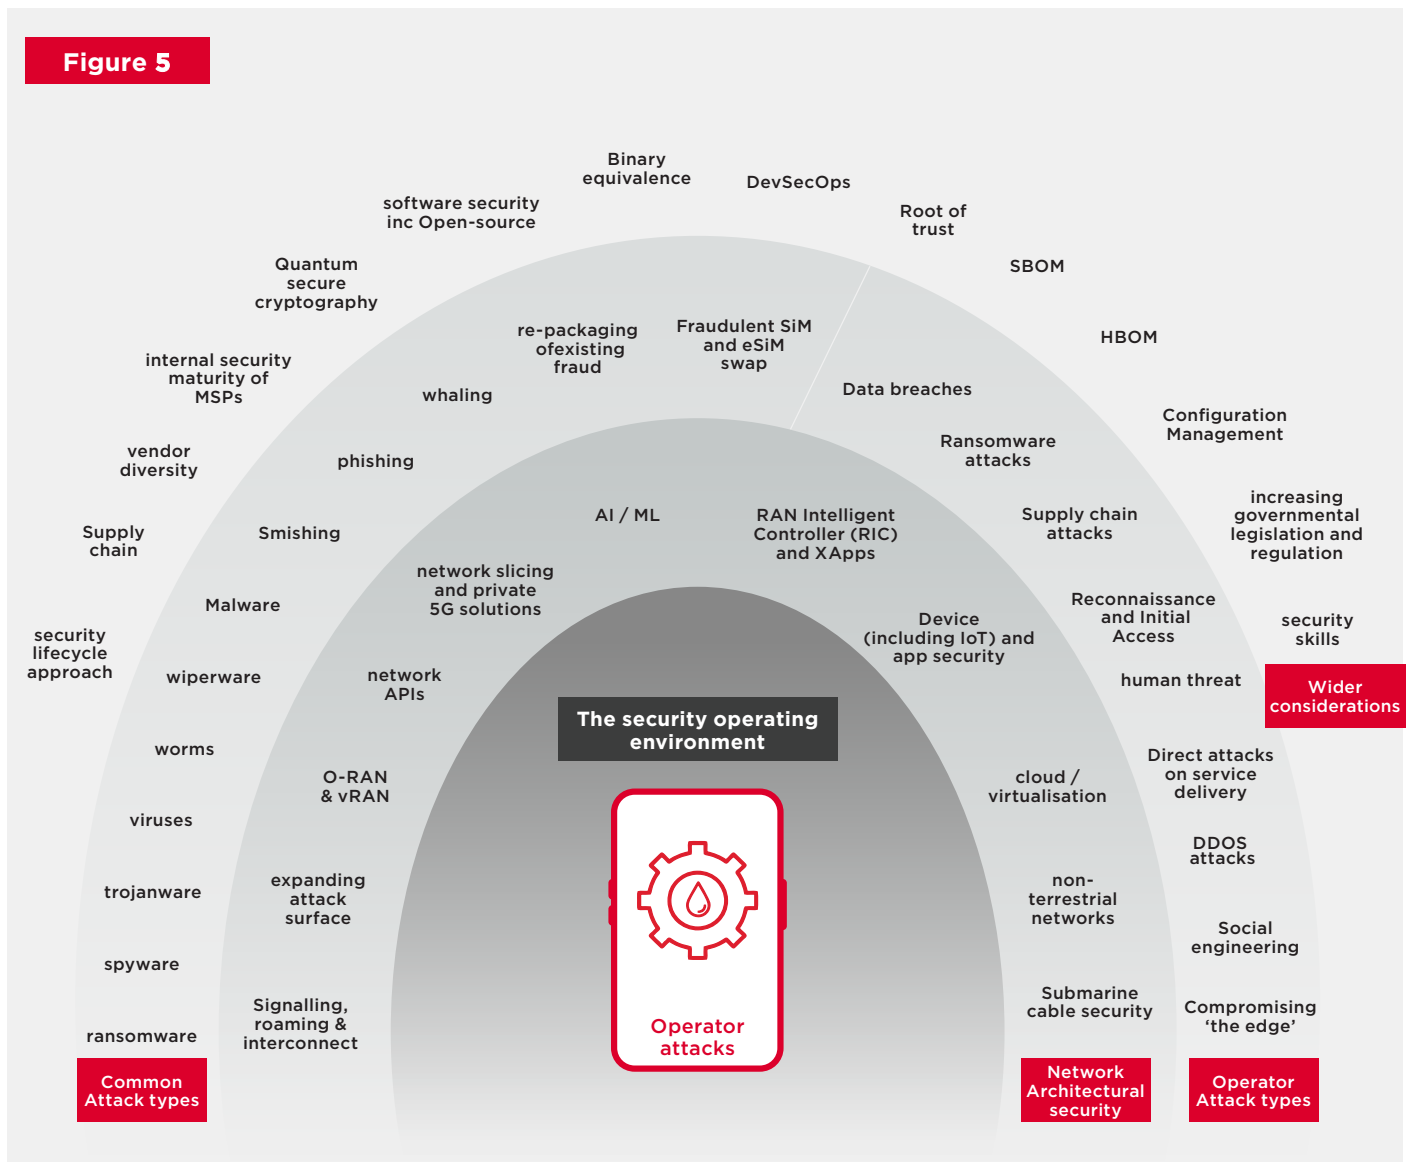 Figure 5
Binary
equivalence
DevSecOps
software security
inc Open-source
Root of
trust
Quantum
secure
cryptography
SBOM
HBOM
internal security
maturity of
MSPs
Configuration
Management
vendor
diversity
increasing
governmental
legislation and
regulation
Supply
chain
security
skills
security
lifecycle
approach
Wider
considerations
re-packaging
ofexisting
fraud
Fraudulent SiM
and eSiM
swap
whaling
phishing
Smishing
Malware
wiperware
worms
viruses
trojanware
spyware
ransomware
Common
Attack types
Data breaches
Ransomware
attacks
Supply chain
attacks
Reconnaissance
and Initial
Access
human threat
Direct attacks
on service
delivery
DDOS
attacks
Social
engineering
Compromising
‘the edge’
Operator
Attack types
AI / ML
RAN Intelligent
Controller (RIC)
and XApps
network slicing
and private
5G solutions
Device
(including IoT) and
app security
network
APIs
O-RAN
& vRAN
cloud /
virtualisation
expanding
attack
surface
non-
terrestrial
networks
Signalling,
roaming &
interconnect
Submarine
cable security
Network
Architectural
security
The security operating
environment
Operator
attacks